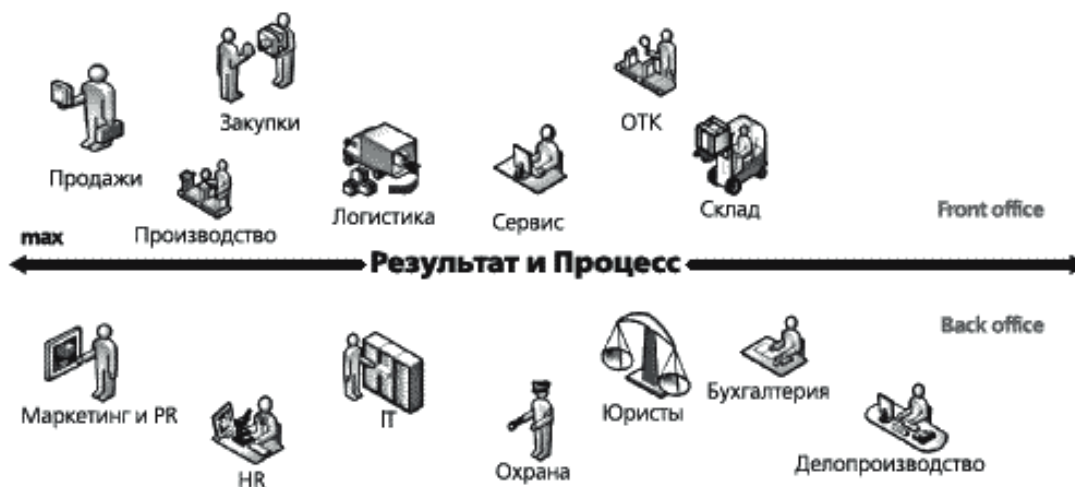 Закупки
ОТК
Продажи
Логистика
Сервис
Склад
Front office
Производство
max
Результат и Процесс
Back office
Маркетинг и PR
HR
IT
Охрана
Юристы
Бухгалтерия
Делопроизводство